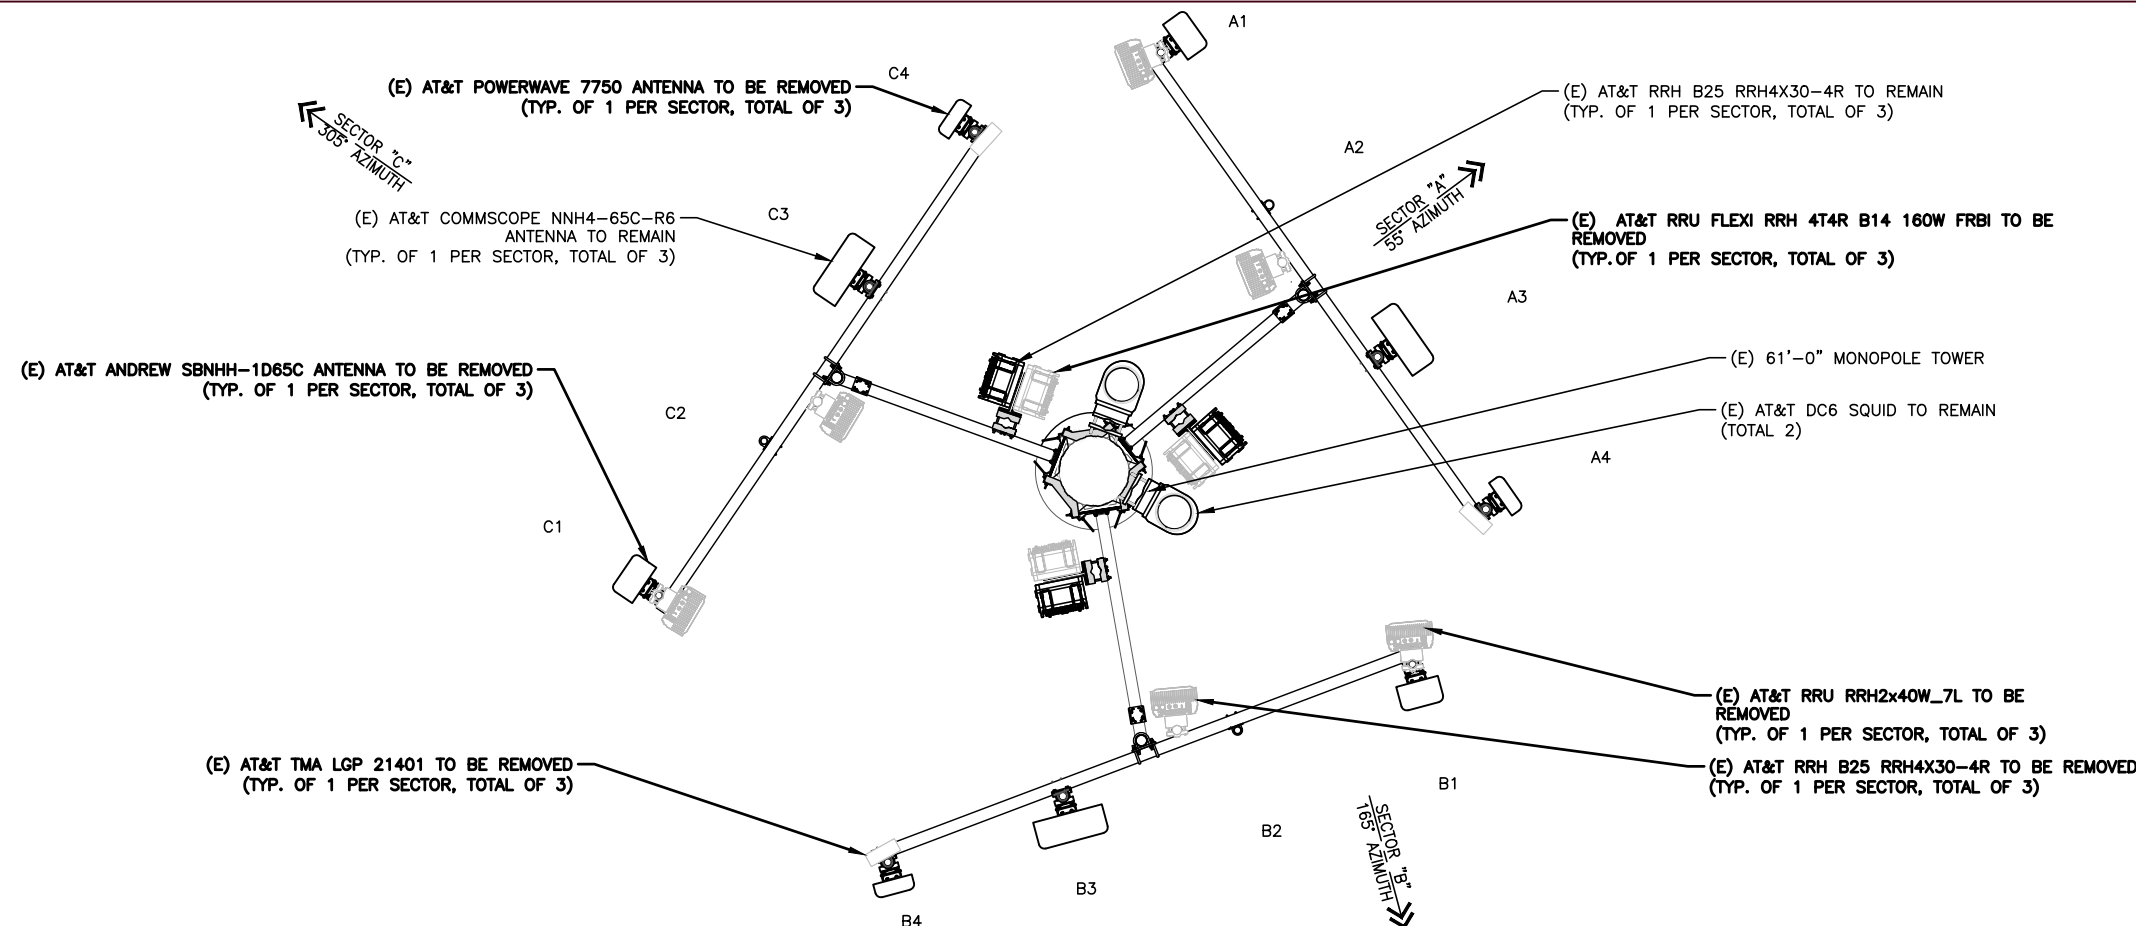 A1
C4
(E) AT&T POWERWAVE 7750 ANTENNA TO BE REMOVED
(TYP. OF 1 PER SECTOR, TOTAL OF 3)
(E) AT&T RRH B25 RRH4X30-4R TO REMAIN
(TYP. OF 1 PER SECTOR, TOTAL OF 3)
SECTOR "C"
305° AZIMUTH
A2
SECTOR "A"
55° AZIMUTH
C3
(E) AT&T COMMSCOPE NNH4-65C-R6
ANTENNA TO REMAIN
(TYP. OF 1 PER SECTOR, TOTAL OF 3)
(E) AT&T RRU FLEXI RRH 4T4R B14 160W FRBI TO BE
REMOVED
(TYP.OF 1 PER SECTOR, TOTAL OF 3)
A3
(E) 61'-0" MONOPOLE TOWER
(E) AT&T ANDREW SBNHH-1D65C ANTENNA TO BE REMOVED
(TYP. OF 1 PER SECTOR, TOTAL OF 3)
C2
(E) AT&T DC6 SQUID TO REMAIN
(TOTAL 2)
A4
C1
(E) AT&T RRU RRH2x40W_7L TO BE
REMOVED
(TYP. OF 1 PER SECTOR, TOTAL OF 3)
(E) AT&T TMA LGP 21401 TO BE REMOVED
(TYP. OF 1 PER SECTOR, TOTAL OF 3)
(E) AT&T RRH B25 RRH4X30-4R TO BE REMOVED
(TYP. OF 1 PER SECTOR, TOTAL OF 3)
B1
B2
SECTOR "B"
165° AZIMUTH
B3
B4